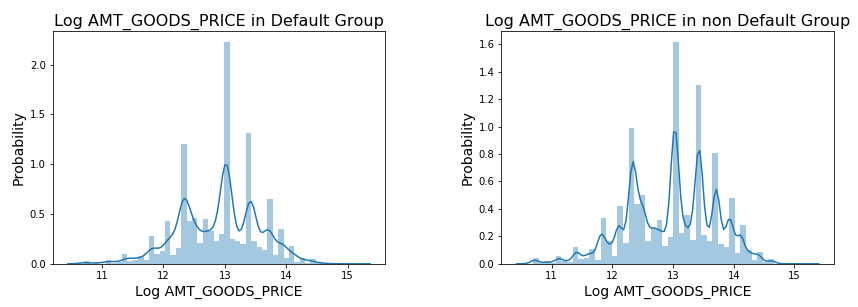 Log AMT_GOODS_PRICE in Default Group
Probability
2.0
1.5
1.0
0.5
0.0
11 12 13 14 15
Log AMT_GOODS_PRICE
Log AMT_GOODS_PRICE in non Default Group
Probability
1.6
1.4
1.2
1.0
0.8
0.6
0.4
0.2
0.0
11 12 13 14 15
Log AMT_GOODS_PRICE